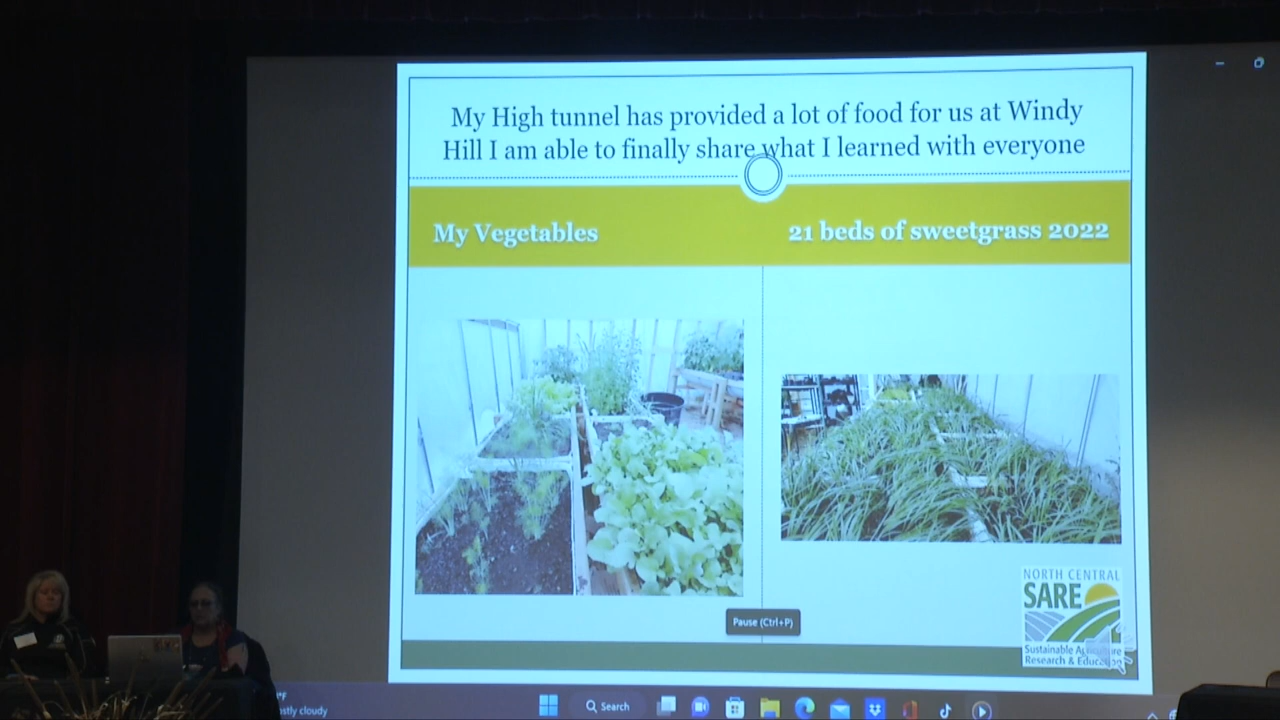 My High tunnel has provided a lot of food for us at Windy
Hill I am able to finally share what I learned with everyone
My Vegetables
21 beds of sweetgrass 2022
Pause (Ctrl+P)
NORTH CENTRAL
SARE
Sustainable Agriculture
Research & Education
°F
ostly cloudy
Search